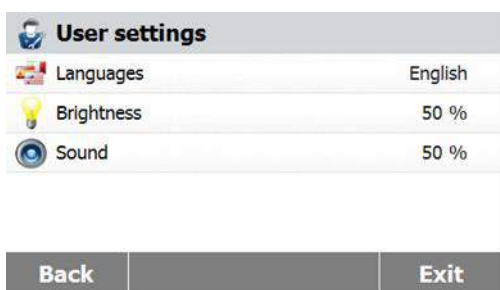 User settings
Languages English
Brightness 50 %
Sound 50 %
Back Exit